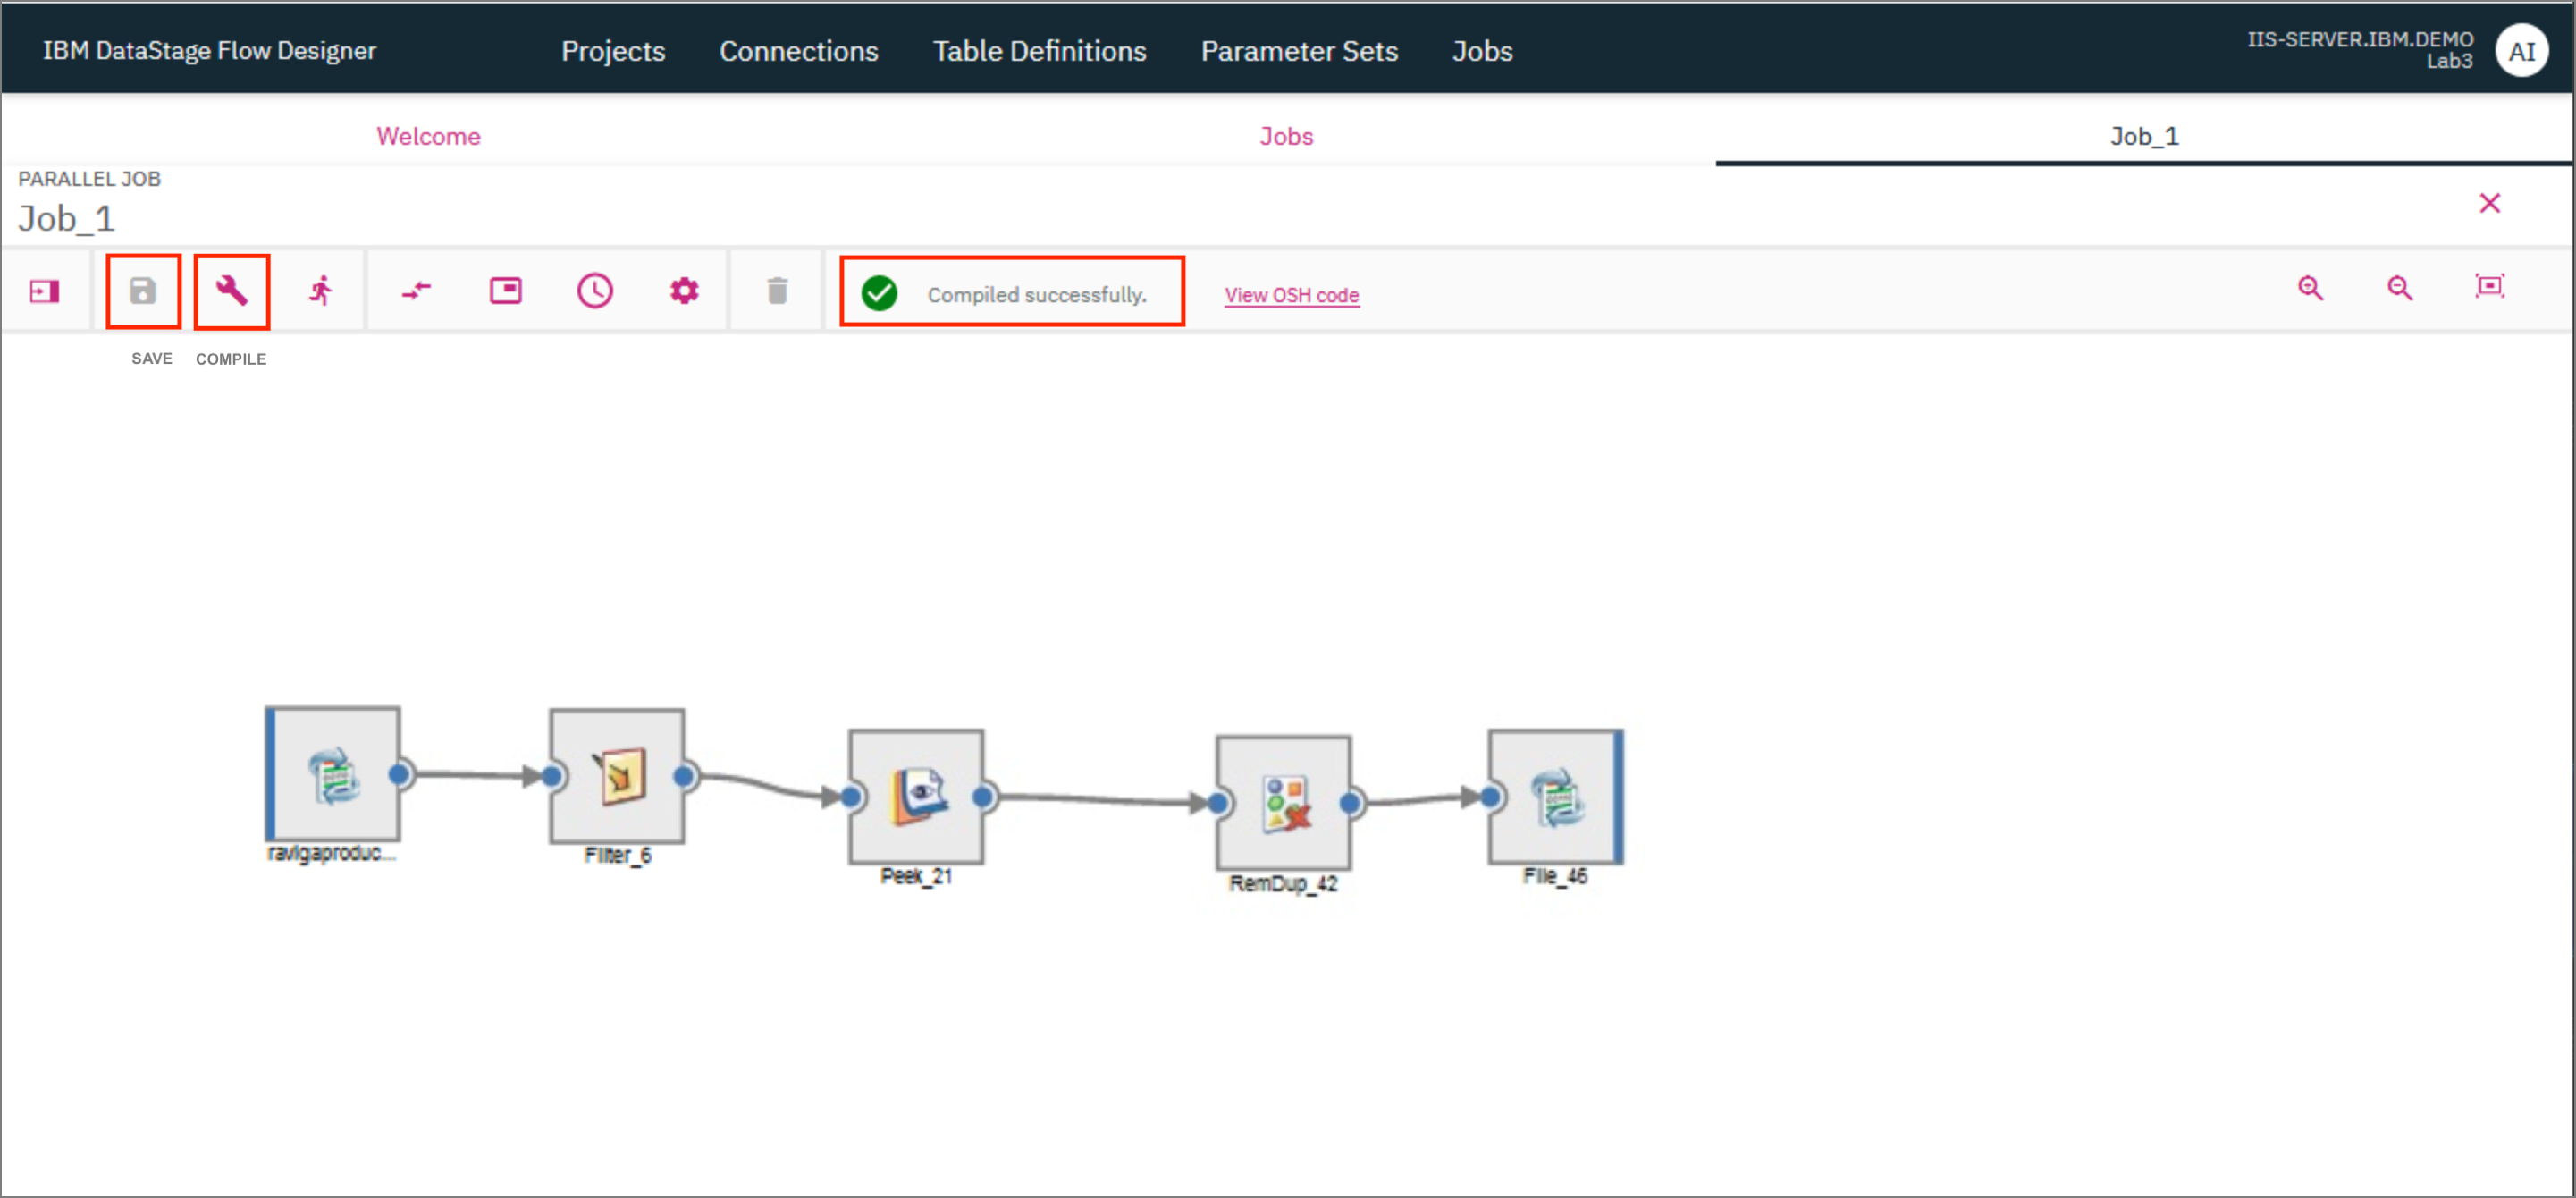 IBM DataStage Flow Designer
Projects Connections Table Definitions Parameter Sets Jobs
IIS-SERVER.IBM.DEMO
Lab3
AI
Welcome Jobs Job_1
PARALLEL JOB
Job_1
Compiled successfully. View OSH code
SAVE COMPILE
ravigaproduc...
Filter_6
Peek_21
RemDup_42
File_46